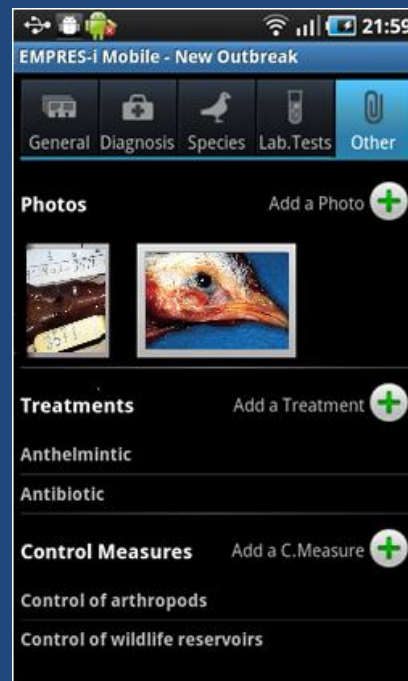 21:59
EMPRES-i Mobile - New Outbreak
General Diagnosis Species Lab.Tests Other
Photos Add a Photo
Treatments Add a Treatment
Anthelmintic
Antibiotic
Control Measures Add a C.Measure
Control of arthropods
Control of wildlife reservoirs